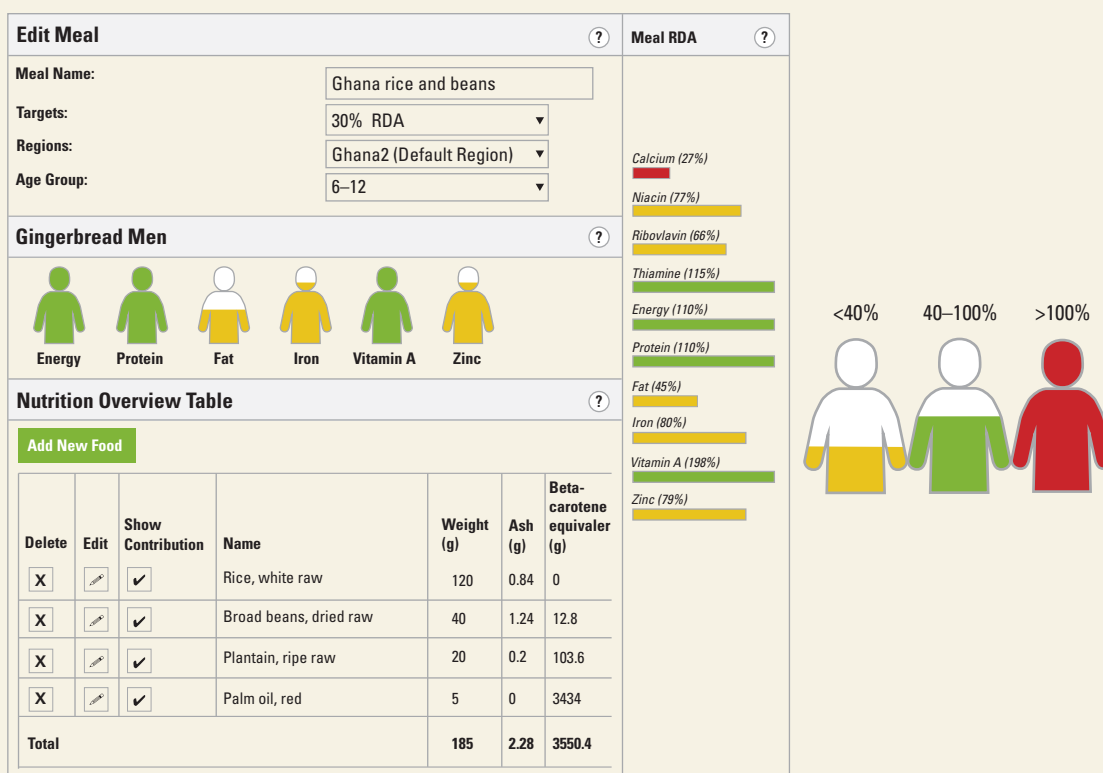 Edit Meal ?
Meal Name: Ghana rice and beans
Targets: 30% RDA
Regions: Ghana2 (Default Region)
Age Group: 6–12
Gingerbread Men ?
Energy Protein Fat Iron Vitamin A Zinc
Nutrition Overview Table ?
Add New Food
Delete Edit Show Contribution Name Weight (g) Ash (g) Beta-carotene equivaler (g)
X ✔ Rice, white raw 120 0.84 0
X ✔ Broad beans, dried raw 40 1.24 12.8
X ✔ Plantain, ripe raw 20 0.2 103.6
X ✔ Palm oil, red 5 0 3434
Total 185 2.28 3550.4
Meal RDA ?
Calcium (27%)
Niacin (77%)
Ribovlavin (66%)
Thiamine (115%)
Energy (110%)
Protein (110%)
Fat (45%)
Iron (80%)
Vitamin A (198%)
Zinc (79%)
<40% 40–100% >100%